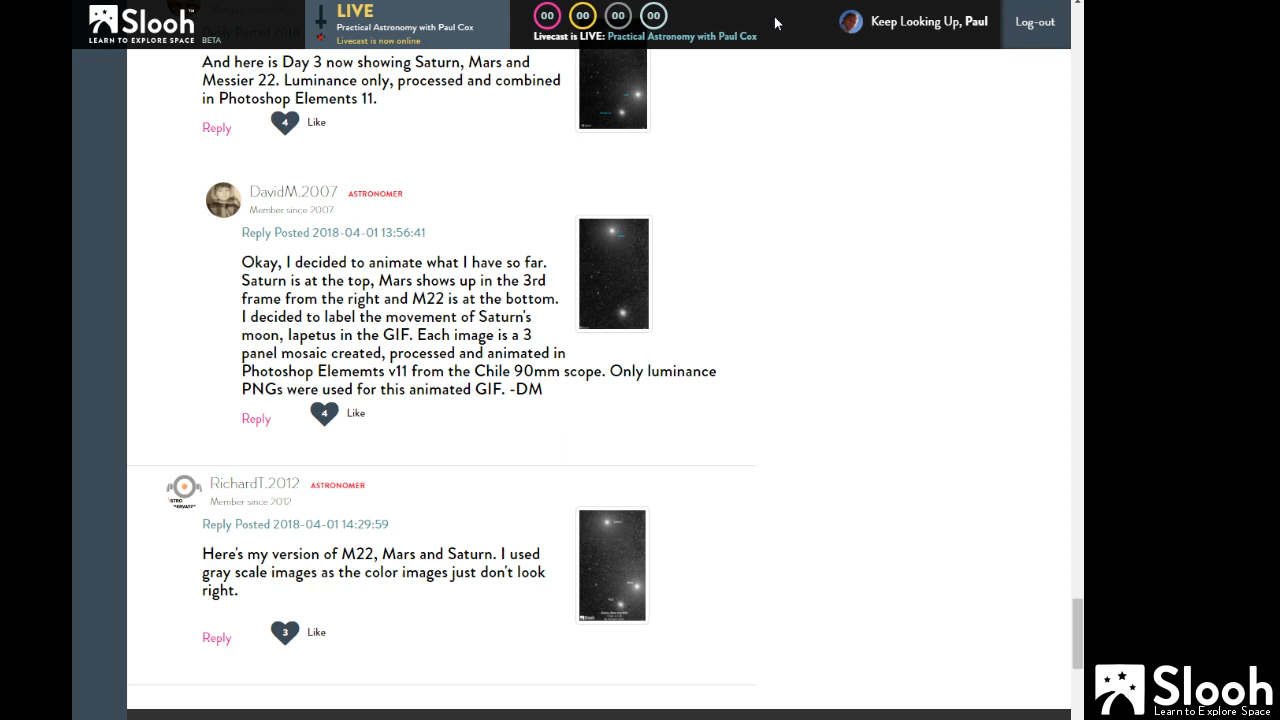 Slooh™
LEARN TO EXPLORE SPACE BETA
LIVE
Practical Astronomy with Paul Cox
Livecast is now online
00 00 00 00
Livecast is LIVE: Practical Astronomy with Paul Cox
Keep Looking Up, Paul
Log-out
And here is Day 3 now showing Saturn, Mars and
Messier 22. Luminance only, processed and combined
in Photoshop Elements 11.
Reply 4 Like
DavidM.2007 ASTRONOMER
Member since 2007
Reply Posted 2018-04-01 13:56:41
Okay, I decided to animate what I have so far.
Saturn is at the top, Mars shows up in the 3rd
frame from the right and M22 is at the bottom.
I decided to label the movement of Saturn's
moon, Iapetus in the GIF. Each image is a 3
panel mosaic created, processed and animated in
Photoshop Elememts v11 from the Chile 90mm scope. Only luminance
PNGs were used for this animated GIF. -DM
Reply 4 Like
RichardT.2012 ASTRONOMER
Member since 2012
Reply Posted 2018-04-01 14:29:59
Here's my version of M22, Mars and Saturn. I used
gray scale images as the color images just don't look
right.
Reply 3 Like
Slooh
Learn to Explore Space